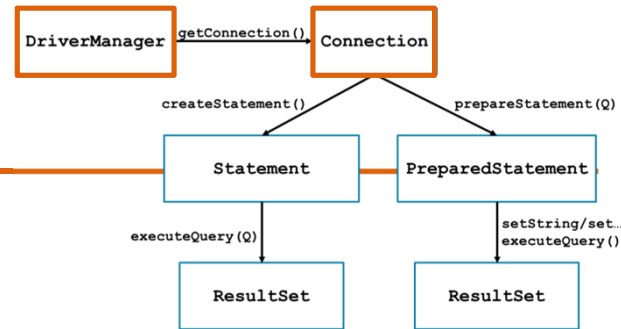 DriverManager
getConnection()
Connection
createStatement()
prepareStatement(Q)
Statement
PreparedStatement
executeQuery(Q)
setString/set…
executeQuery()
ResultSet
ResultSet